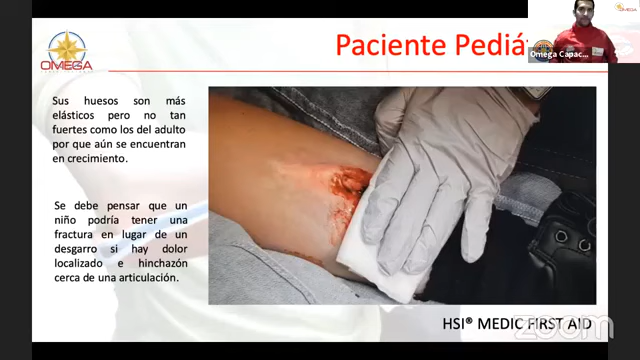 OMEGA
Paciente Pediá
OMEGA
Omega Capac...
Sus huesos son más
elásticos pero no tan
fuertes como los del adulto
por que aún se encuentran
en crecimiento.
Se debe pensar que un
niño podría tener una
fractura en lugar de un
desgarro si hay dolor
localizado e hinchazón
cerca de una articulación.
HSI® MEDIC FIRST AID
zoom